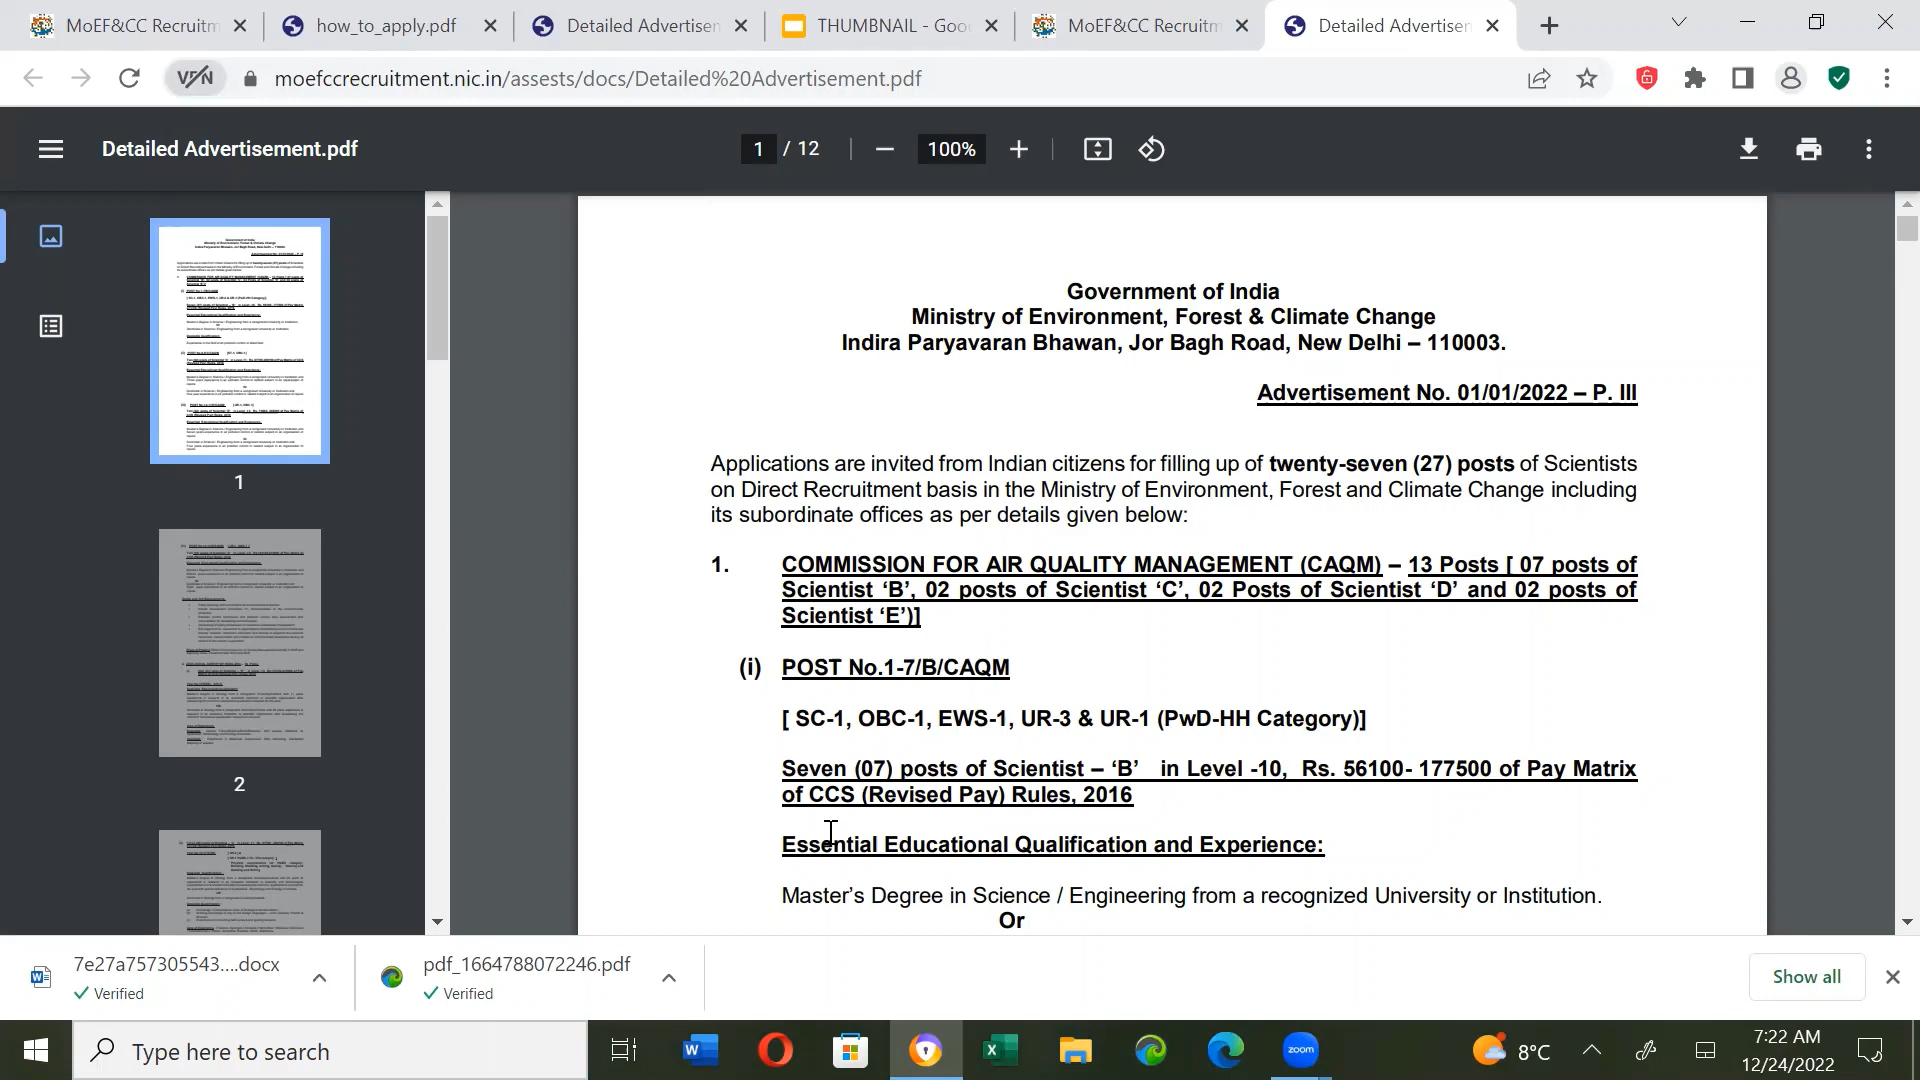 MoEF&CC Recruitm
how_to_apply.pdf
Detailed Advertisem
THUMBNAIL - Goo
MoEF&CC Recruitm
Detailed Advertisem
VPN
moefccrecruitment.nic.in/assests/docs/Detailed%20Advertisement.pdf
Detailed Advertisement.pdf
1 / 12
100%
1
2
Government of India
Ministry of Environment, Forest & Climate Change
Indira Paryavaran Bhawan, Jor Bagh Road, New Delhi – 110003.
Advertisement No. 01/01/2022 – P. III
Applications are invited from Indian citizens for filling up of twenty-seven (27) posts of Scientists
on Direct Recruitment basis in the Ministry of Environment, Forest and Climate Change including
its subordinate offices as per details given below:
1. COMMISSION FOR AIR QUALITY MANAGEMENT (CAQM) – 13 Posts [ 07 posts of
Scientist ‘B’, 02 posts of Scientist ‘C’, 02 Posts of Scientist ‘D’ and 02 posts of
Scientist ‘E’)]
(i) POST No.1-7/B/CAQM
[ SC-1, OBC-1, EWS-1, UR-3 & UR-1 (PwD-HH Category)]
Seven (07) posts of Scientist – ‘B’ in Level -10, Rs. 56100- 177500 of Pay Matrix
of CCS (Revised Pay) Rules, 2016
Essential Educational Qualification and Experience:
Master’s Degree in Science / Engineering from a recognized University or Institution.
Or
7e27a757305543....docx
Verified
pdf_1664788072246.pdf
Verified
Show all
Type here to search
zoom
8°C
7:22 AM
12/24/2022